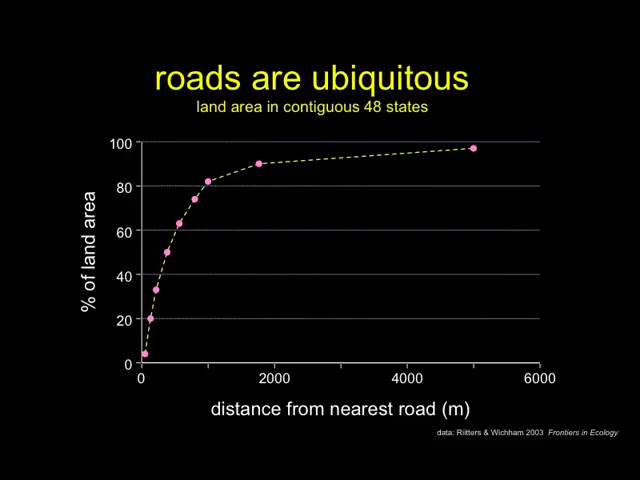 roads are ubiquitous
land area in contiguous 48 states
100
80
60
40
20
0
% of land area
0 2000 4000 6000
distance from nearest road (m)
data: Riitters & Wichham 2003 Frontiers in Ecology